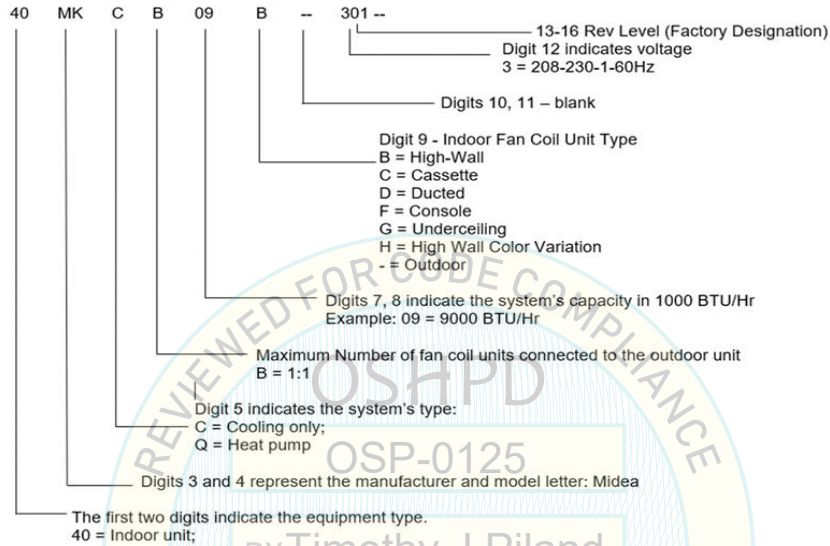 40 MK C B 09 B -- 301 --
13-16 Rev Level (Factory Designation)
Digit 12 indicates voltage
3 = 208-230-1-60Hz
Digits 10, 11 – blank
Digit 9 - Indoor Fan Coil Unit Type
B = High-Wall
C = Cassette
D = Ducted
F = Console
G = Underceiling
H = High Wall Color Variation
- = Outdoor
Digits 7, 8 indicate the system's capacity in 1000 BTU/Hr
Example: 09 = 9000 BTU/Hr
Maximum Number of fan coil units connected to the outdoor unit
B = 1:1
Digit 5 indicates the system's type:
C = Cooling only;
Q = Heat pump
Digits 3 and 4 represent the manufacturer and model letter: Midea
The first two digits indicate the equipment type.
40 = Indoor unit;
REVIEWED FOR CODE COMPLIANCE
OSHPD
OSP-0125
BY Timothy J Piland